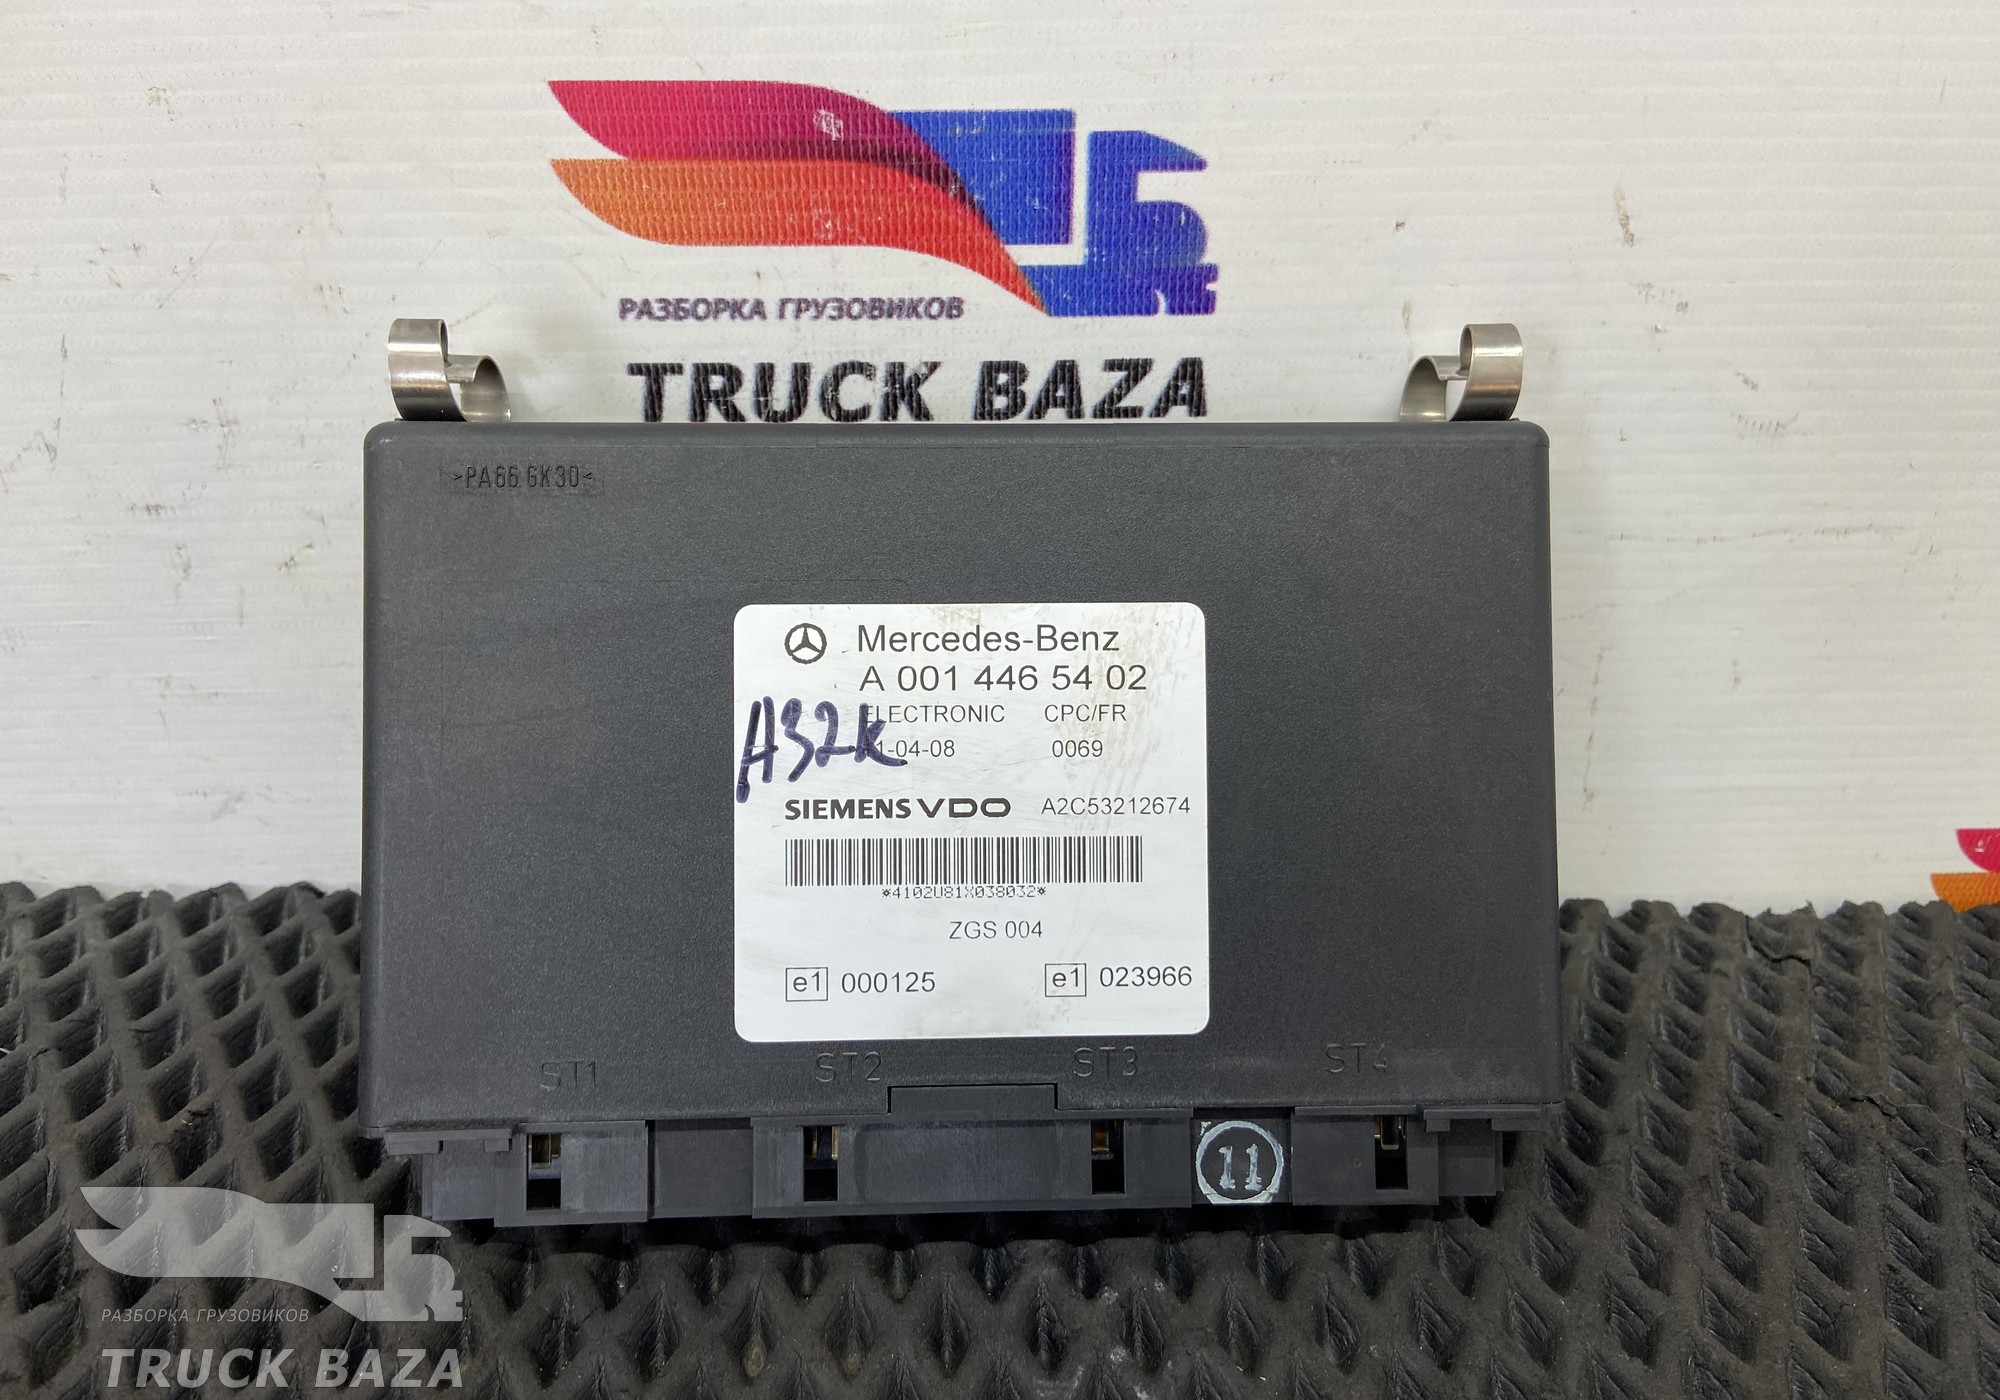 РАЗБОРКА ГРУЗОВИКОВ
TRUCK BAZA
>PA66 GK30<
Mercedes-Benz
A 001 446 54 02
ELECTRONIC CPC/FR
1-04-08 0069
A32K
SIEMENS VDO A2C53212674
*4102U81X038032*
ZGS 004
e1 000125 e1 023966
ST1 ST2 ST3 ST4
11
РАЗБОРКА ГРУЗОВИКОВ
TRUCK BAZA